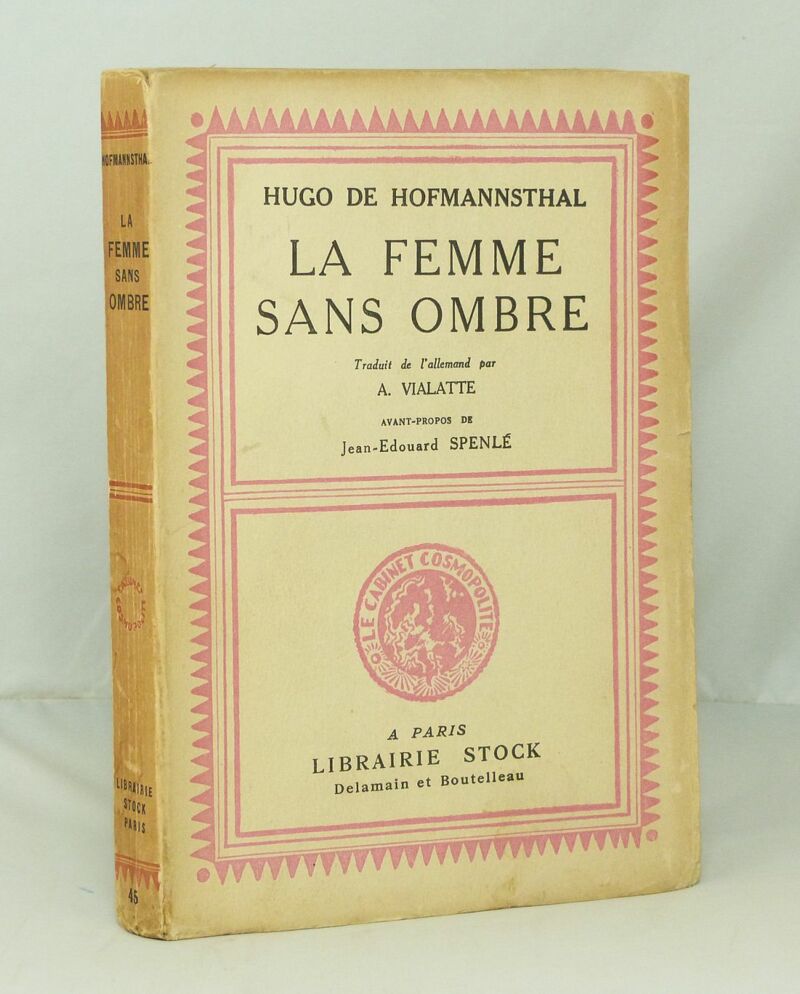 HUGO DE HOFMANNSTHAL
LA FEMME
SANS OMBRE
Traduit de l'allemand par
A. VIALATTE
AVANT-PROPOS DE
Jean-Edouard SPENLÉ
LE CABINET COSMOPOLITE
A PARIS
LIBRAIRIE STOCK
Delamain et Boutelleau
HOFMANNSTHAL
LA
FEMME
SANS
OMBRE
LIBRAIRIE
STOCK
PARIS
45